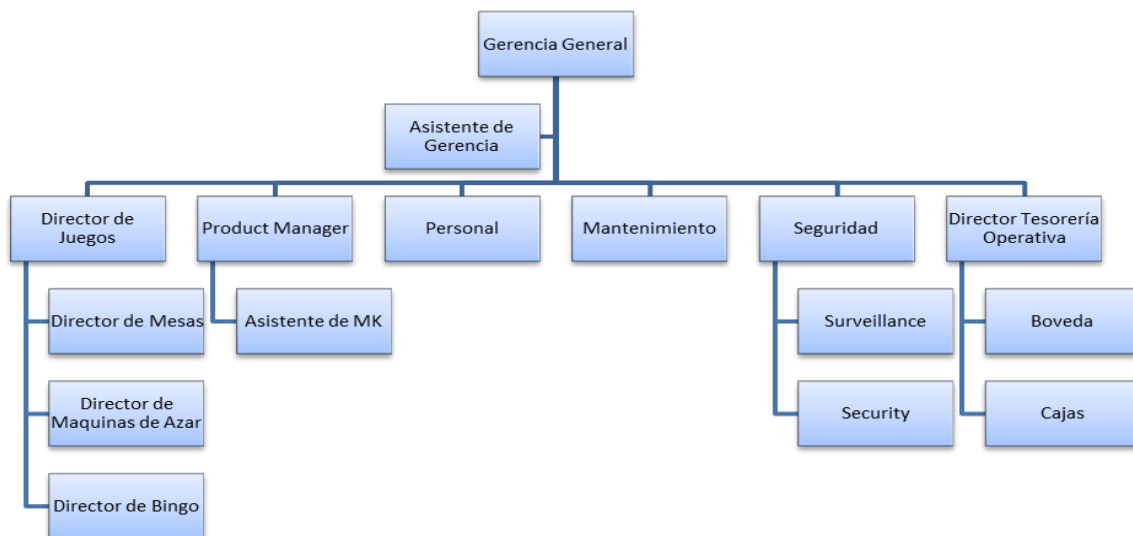 Gerencia General
Asistente de
Gerencia
Director de
Juegos
Product Manager
Personal
Mantenimiento
Seguridad
Director Tesorería
Operativa
Director de Mesas
Asistente de MK
Surveillance
Boveda
Director de
Maquinas de Azar
Security
Cajas
Director de Bingo